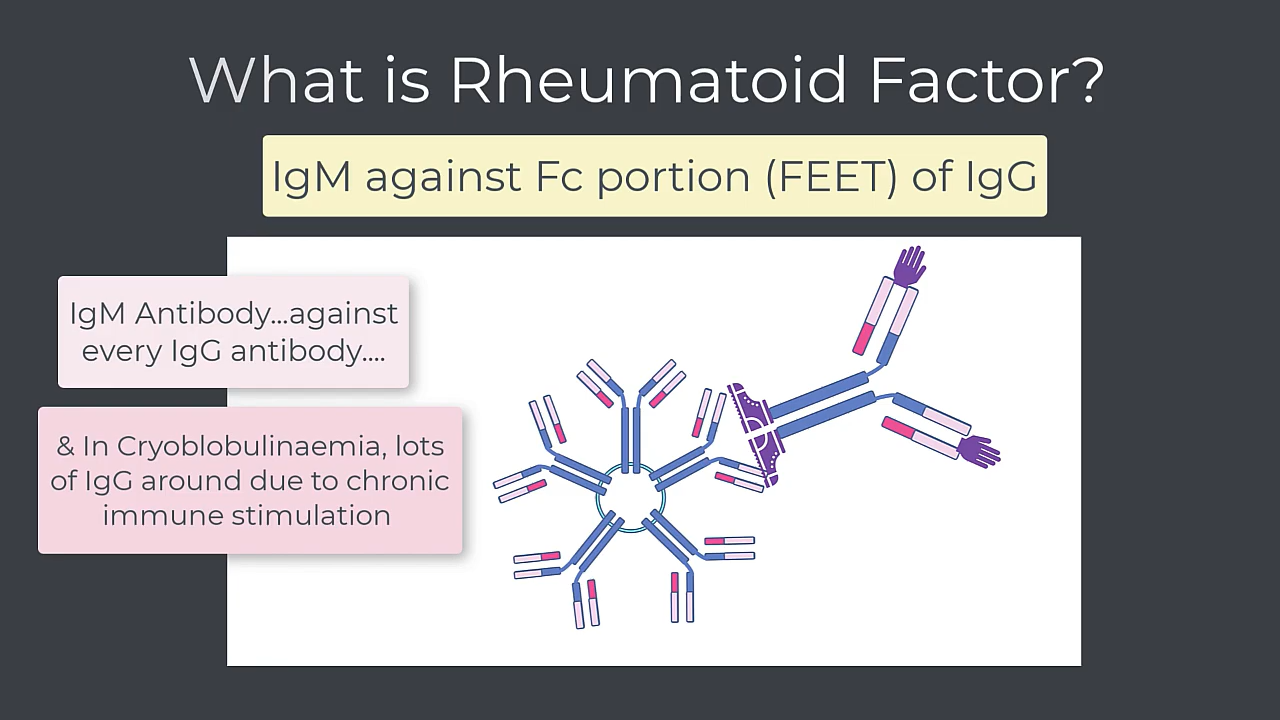 What is Rheumatoid Factor?
IgM against Fc portion (FEET) of IgG
IgM Antibody...against
every IgG antibody....
& In Cryoblobulinaemia, lots
of IgG around due to chronic
immune stimulation